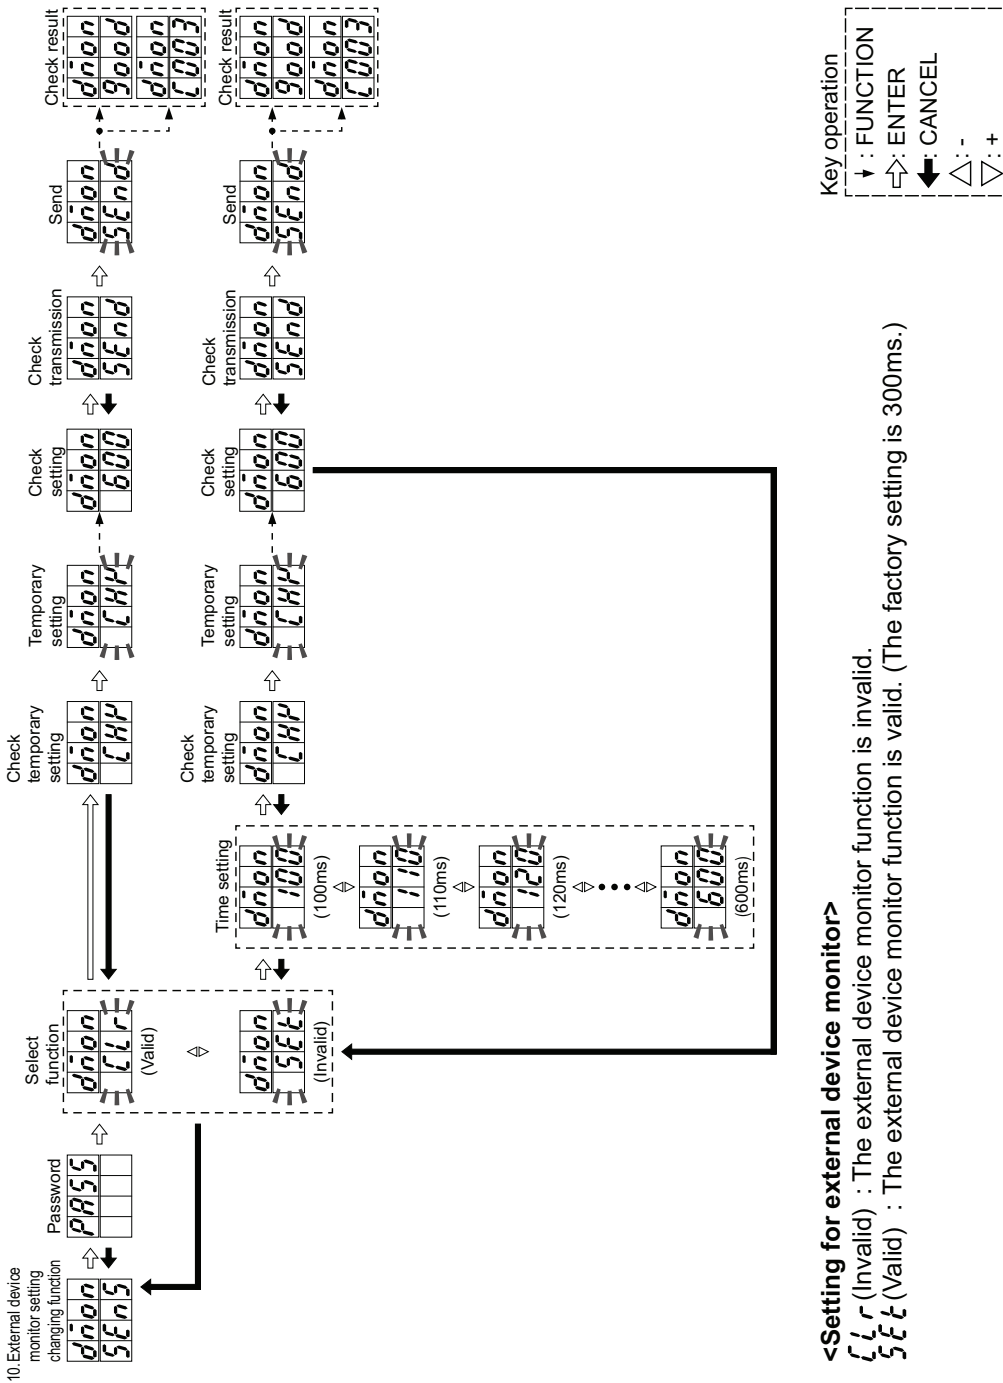 10. External device
monitor setting
changing function
dnon
SEnS
Password
PASS
Select
function
dnon
CLr
(Valid)
dnon
SEt
(Invalid)
Check
temporary
setting
dnon
CHY
Temporary
setting
dnon
CHY
Check
setting
dnon
600
Check
transmission
dnon
SEnd
Send
dnon
SEnd
Check result
dnon
good
dnon
C003
Time setting
dnon
100
(100ms)
dnon
110
(110ms)
dnon
120
(120ms)
dnon
600
(600ms)
Check
temporary
setting
dnon
CHY
Temporary
setting
dnon
CHY
Check
setting
dnon
600
Check
transmission
dnon
SEnd
Send
dnon
SEnd
Check result
dnon
good
dnon
C003
<Setting for external device monitor>
CLr (Invalid) : The external device monitor function is invalid.
SEt (Valid) : The external device monitor function is valid. (The factory setting is 300ms.)
Key operation
: FUNCTION
: ENTER
: CANCEL
: -
: +